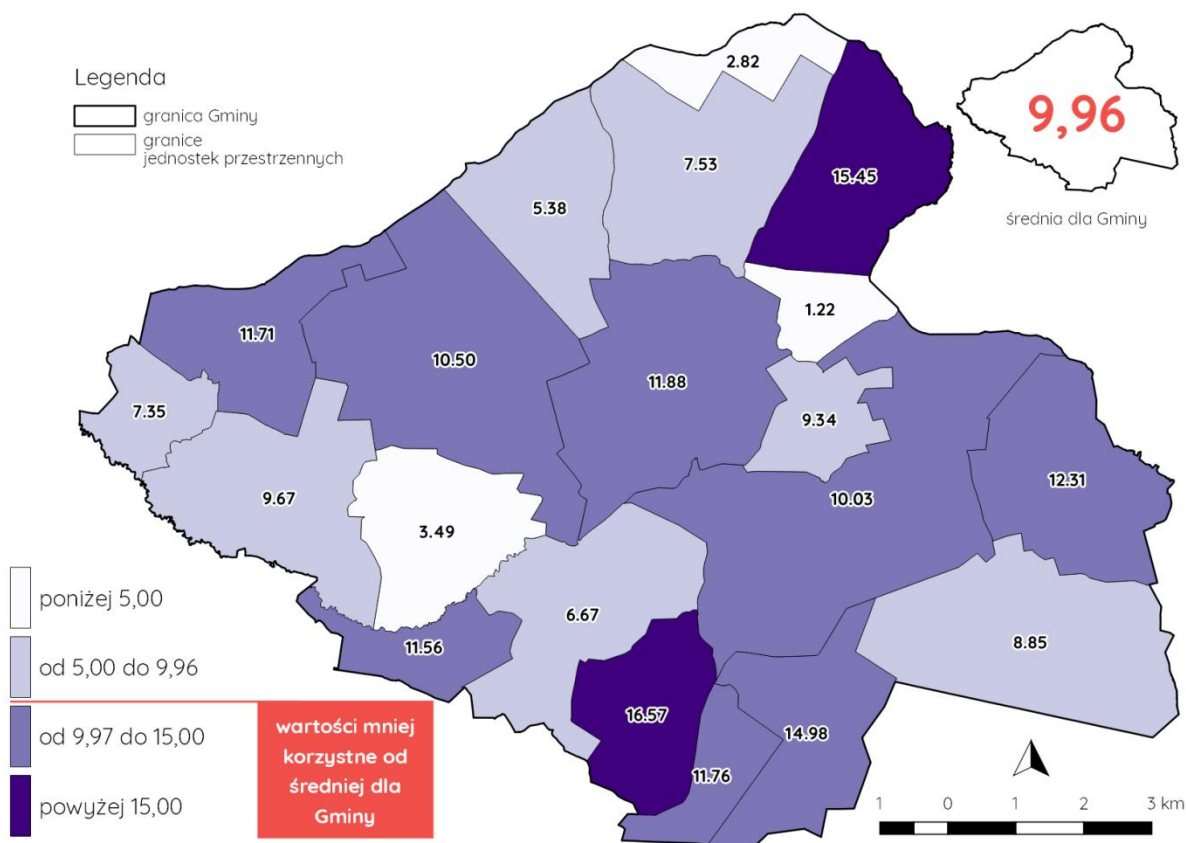 Legenda
granica Gminy
granice
jednostek przestrzennych
9,96
średnia dla Gminy
2.82
7.53
15.45
5.38
1.22
11.71
10.50
11.88
7.35
9.34
12.31
9.67
10.03
3.49
6.67
8.85
11.56
16.57
14.98
11.76
poniżej 5,00
od 5,00 do 9,96
od 9,97 do 15,00
powyżej 15,00
wartości mniej
korzystne od
średniej dla
Gminy
1 0 1 2 3 km